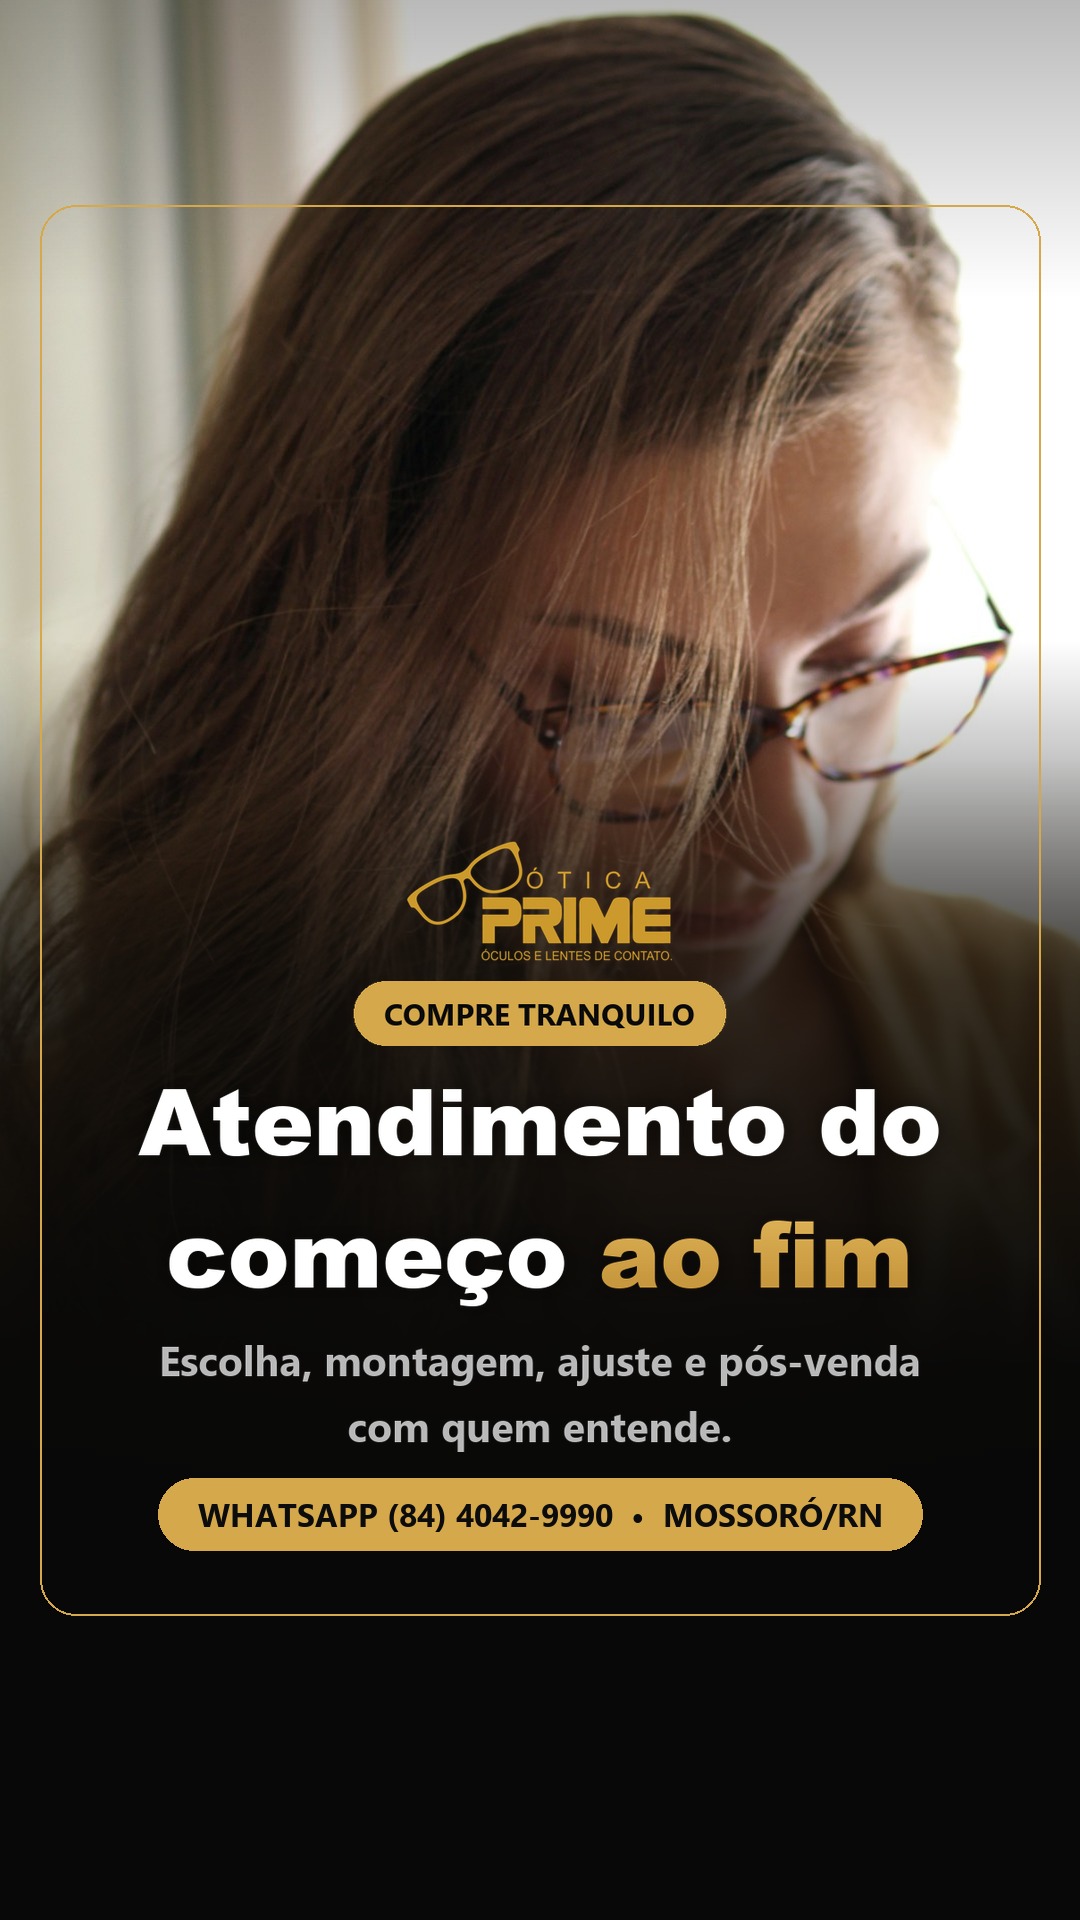 ÓTICA
PRIME
ÓCULOS E LENTES DE CONTATO.
COMPRE TRANQUILO
Atendimento do
começo ao fim
Escolha, montagem, ajuste e pós-venda
com quem entende.
WHATSAPP (84) 4042-9990 • MOSSORÓ/RN